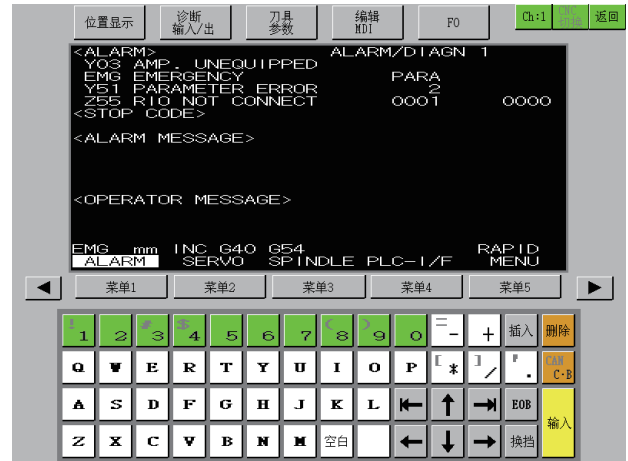 位置显示 诊断 刀具 编辑 F0 Ch:1 CNC 返回
输入/出 参数 MDI 切换
<ALARM> ALARM/DIAGN 1
Y03 AMP. UNEQUIPPED
EMG EMERGENCY PARA
Y51 PARAMETER ERROR 2
Z55 RIO NOT CONNECT 0001 0000
<STOP CODE>
<ALARM MESSAGE>
<OPERATOR MESSAGE>
EMG mm INC G40 G54 RAPID
ALARM SERVO SPINDLE PLC-I/F MENU
菜单1 菜单2 菜单3 菜单4 菜单5
! # $ ( ) =
1 2 3 4 5 6 7 8 9 0 - + 插入 删除
Q W E R T Y U I O P [ * ] / . CAN
C·B
A S D F G H J K L EOB
输入
Z X C V B N M 空白 换挡